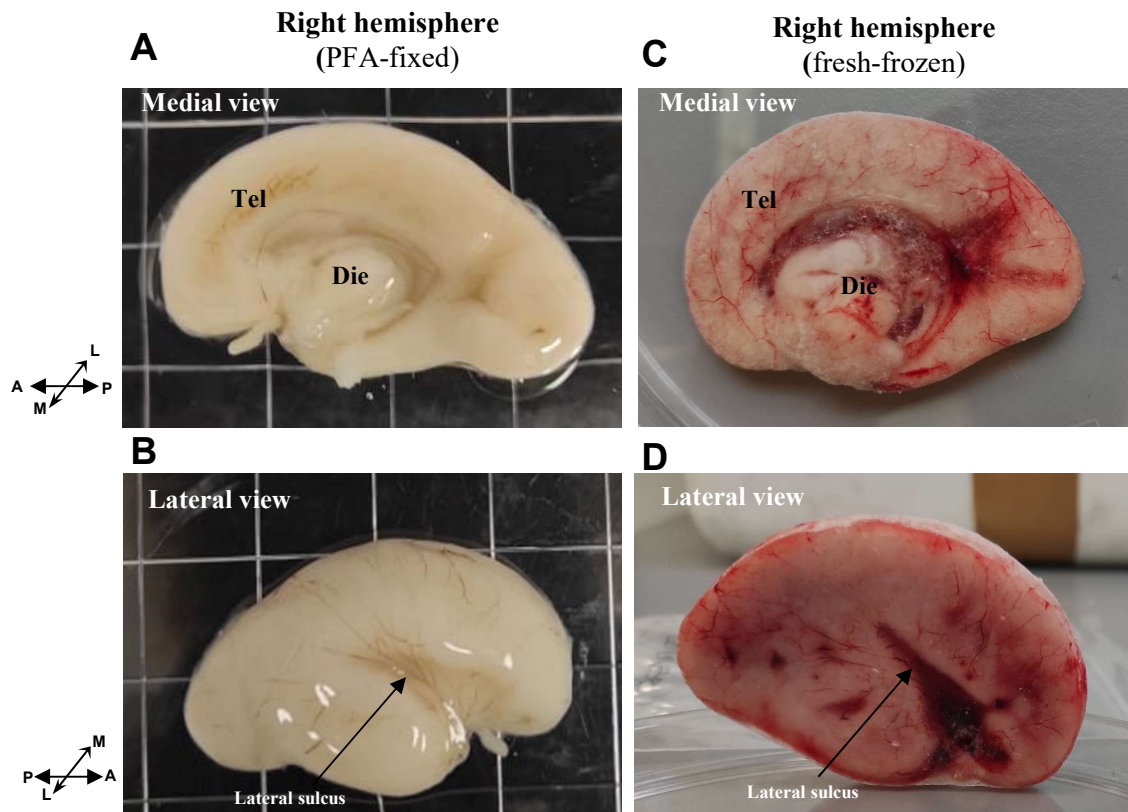 A
Right hemisphere
(PFA-fixed)
C
Right hemisphere
(fresh-frozen)
Medial view
Tel
Die
Medial view
Tel
Die
L
A
P
M
B
Lateral view
Lateral sulcus
D
Lateral view
Lateral sulcus
M
P
A
L